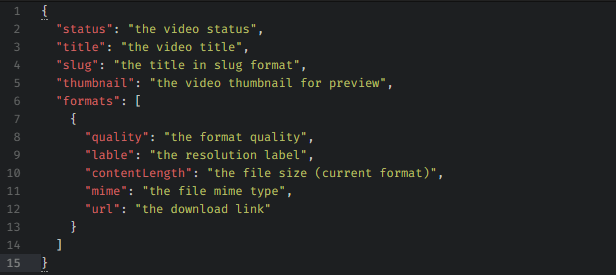 1 {
2 "status": "the video status",
3 "title": "the video title",
4 "slug": "the title in slug format",
5 "thumbnail": "the video thumbnail for preview",
6 "formats": [
7 {
8 "quality": "the format quality",
9 "lable": "the resolution label",
10 "contentLength": "the file size (current format)",
11 "mime": "the file mime type",
12 "url": "the download link"
13 }
14 ]
15 }